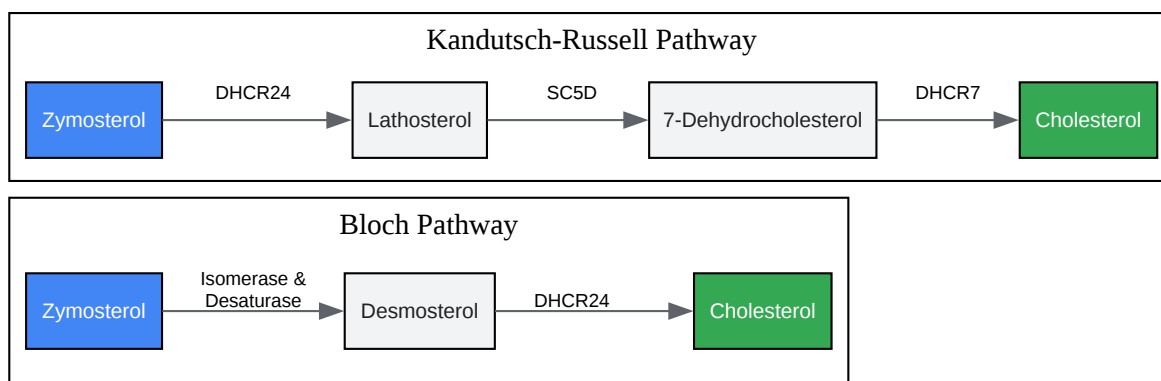 Kandutsch-Russell Pathway
DHCR24
SC5D
DHCR7
Zymosterol
Lathosterol
7-Dehydrocholesterol
Cholesterol
Bloch Pathway
Isomerase &
Desaturase
DHCR24
Zymosterol
Desmosterol
Cholesterol